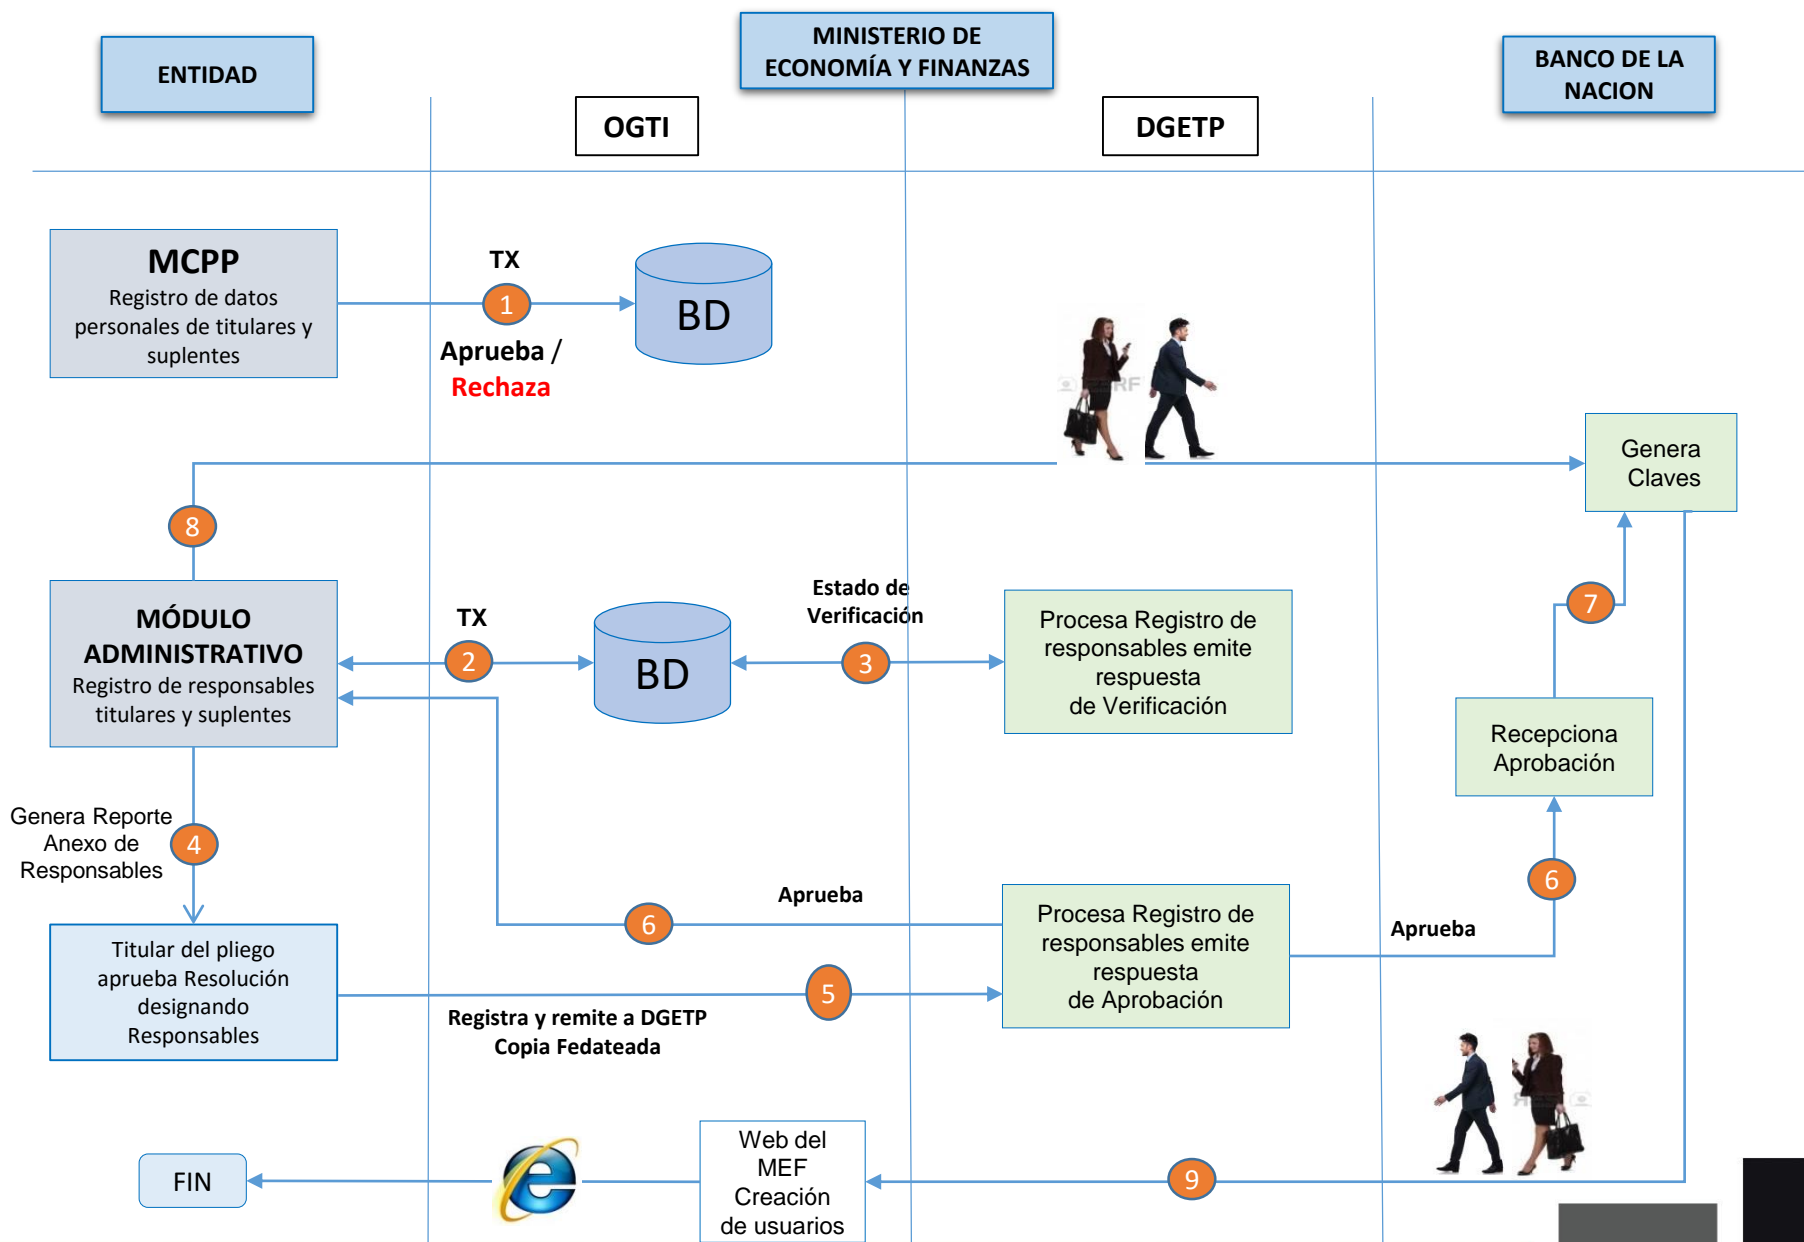 ENTIDAD
MINISTERIO DE
ECONOMÍA Y FINANZAS
BANCO DE LA
NACION
OGTI
DGETP
MCPP
Registro de datos
personales de titulares y
suplentes
TX
1
Aprueba /
Rechaza
BD
Genera
Claves
8
MÓDULO
ADMINISTRATIVO
Registro de responsables
titulares y suplentes
TX
2
BD
Estado de
Verificación
3
Procesa Registro de
responsables emite
respuesta
de Verificación
7
Recepciona
Aprobación
Genera Reporte
Anexo de
Responsables
4
6
Aprueba
Procesa Registro de
responsables emite
respuesta
de Aprobación
Aprueba
6
Titular del pliego
aprueba Resolución
designando
Responsables
5
Registra y remite a DGETP
Copia Fedateada
FIN
Web del
MEF
Creación
de usuarios
9